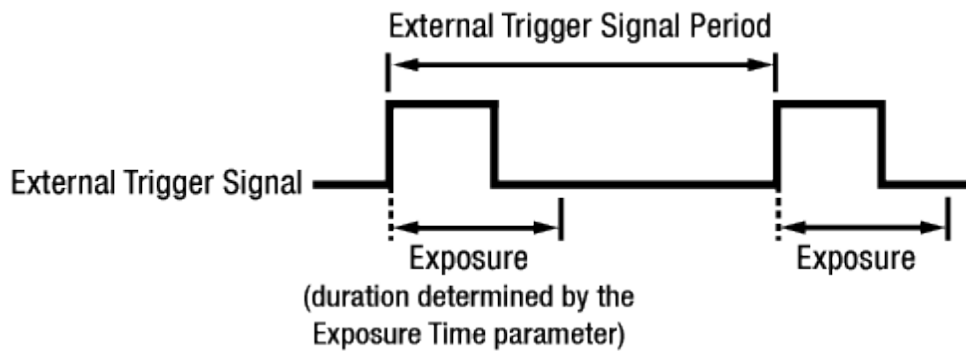 External Trigger Signal Period
External Trigger Signal
Exposure
(duration determined by the
Exposure Time parameter)
Exposure